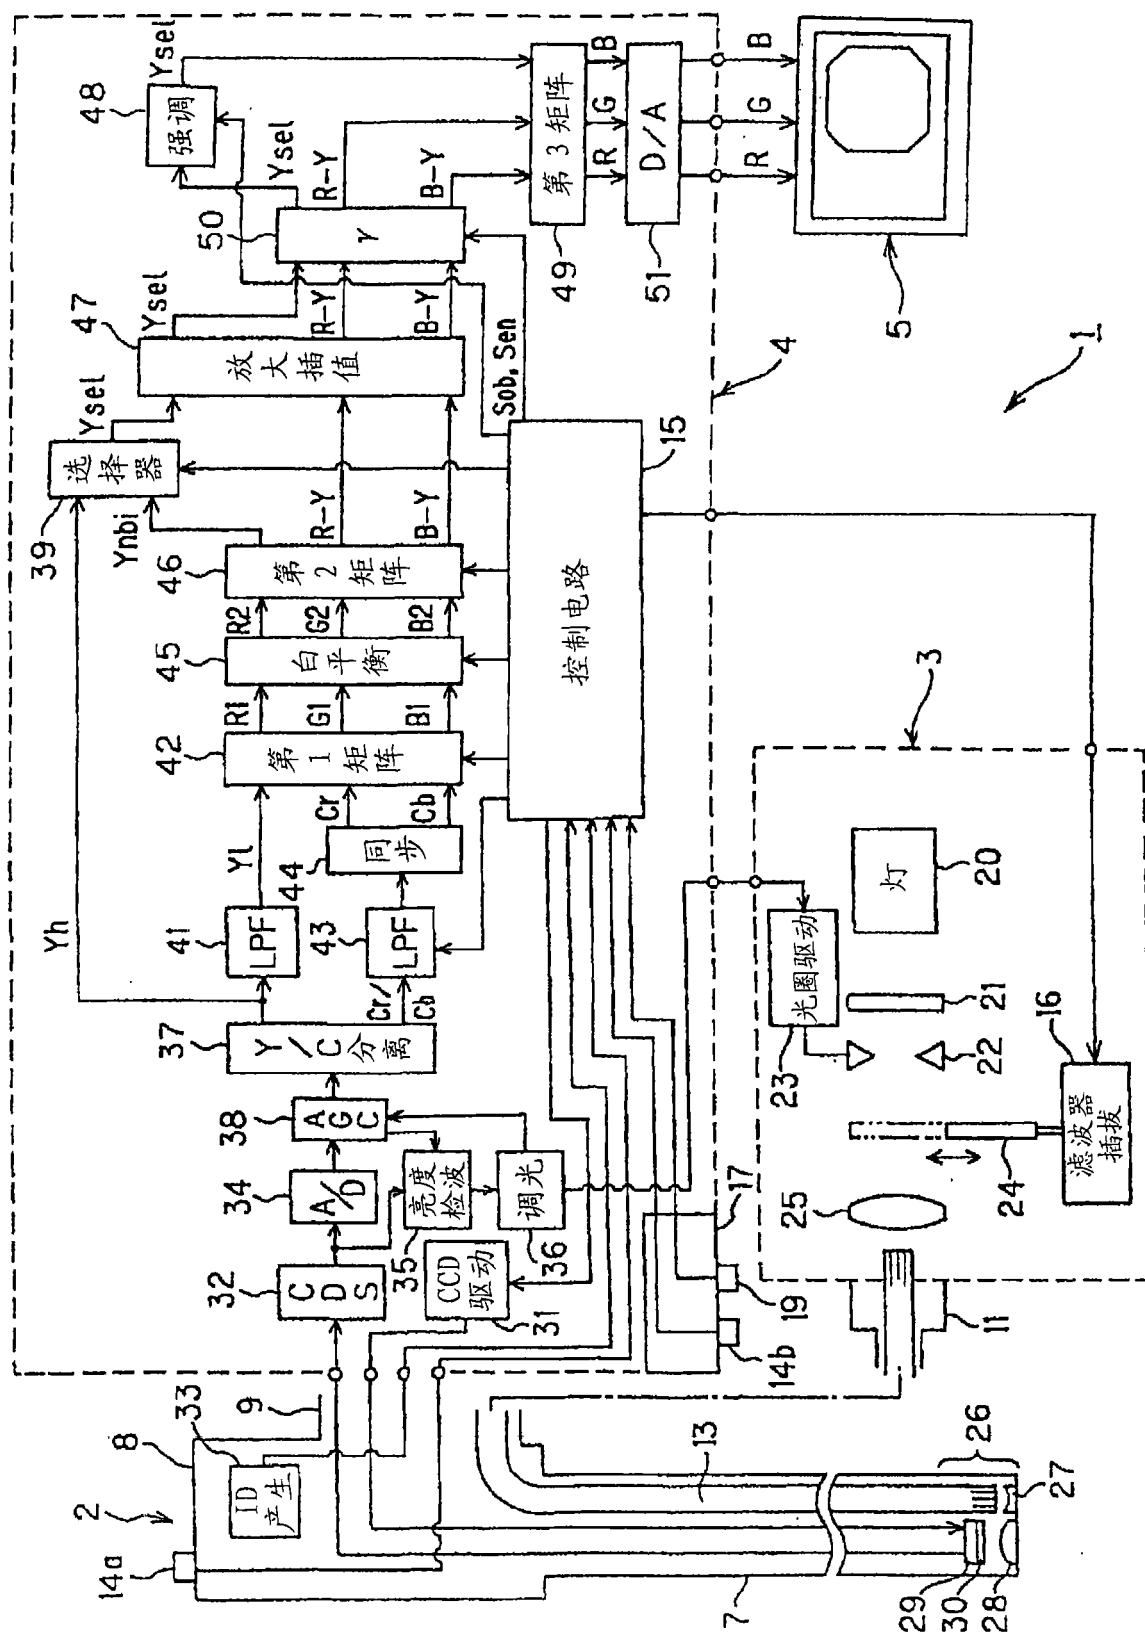 14a
2
8
33
9
ID产生
32
CDS
34
A/D
38
AGC
37
Y/C分离
35
亮度检波
36
调光
31
CCD驱动
Yh
41
LPF
Yl
43
LPF
Cr/
Cb
44
同步
Cr
Cb
42
第1矩阵
R1
G1
B1
45
白平衡
R2
G2
B2
46
第2矩阵
Ynbi
R-Y
B-Y
39
选择器
Ysel
47
放大插值
Ysel
R-Y
B-Y
50
γ
Ysel
R-Y
B-Y
48
强调
Ysel
Sob, Sen
控制电路
15
49
第3矩阵
R
G
B
51
D/A
R
G
B
5
4
1
3
17
19
14b
11
13
7
29
30
28
27
26
灯
20
21
22
光圈驱动
23
24
25
16
滤波器插拔